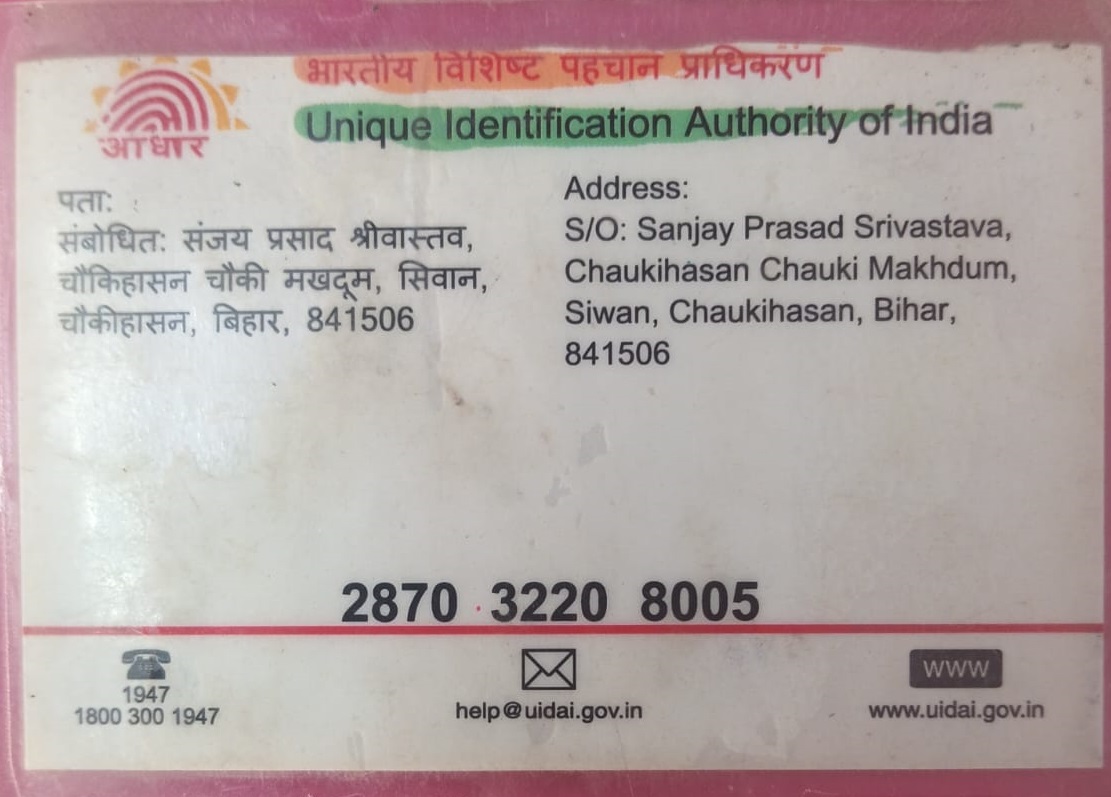 भारतीय विशिष्ट पहचान प्राधिकरण
Unique Identification Authority of India
आधार
पता:
संबोधित: संजय प्रसाद श्रीवास्तव,
चौकिहासन चौकी मखदूम, सिवान,
चौकीहासन, बिहार, 841506
Address:
S/O: Sanjay Prasad Srivastava,
Chaukihasan Chauki Makhdum,
Siwan, Chaukihasan, Bihar,
841506
2870 3220 8005
1947
1800 300 1947
help@uidai.gov.in
www
www.uidai.gov.in